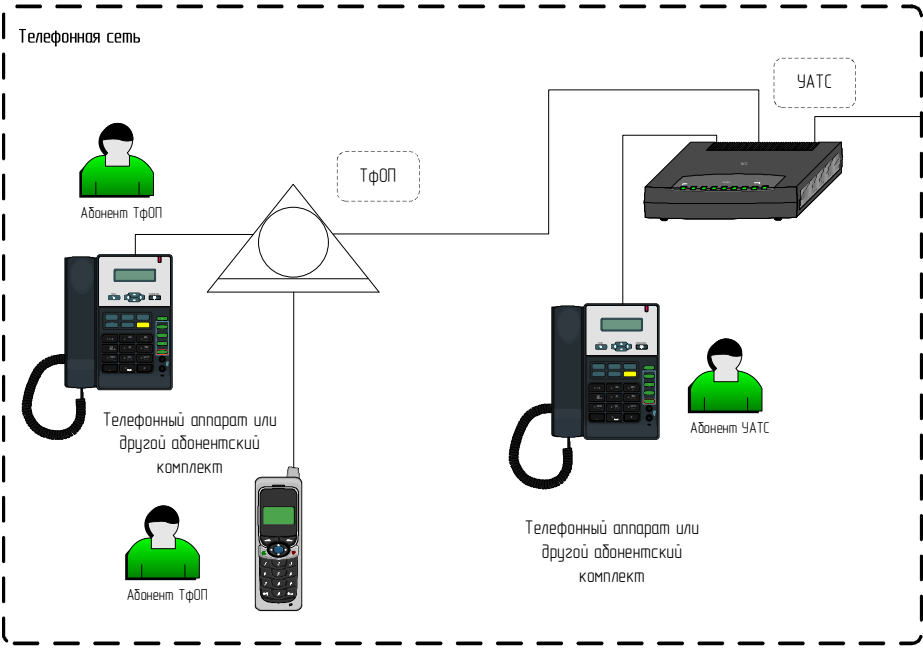 Телефонная сеть
УАТС
ТфОП
Абонент ТфОП
Телефонный аппарат или
другой абонентский
комплект
Абонент УАТС
Абонент ТфОП
Телефонный аппарат или
другой абонентский
комплект